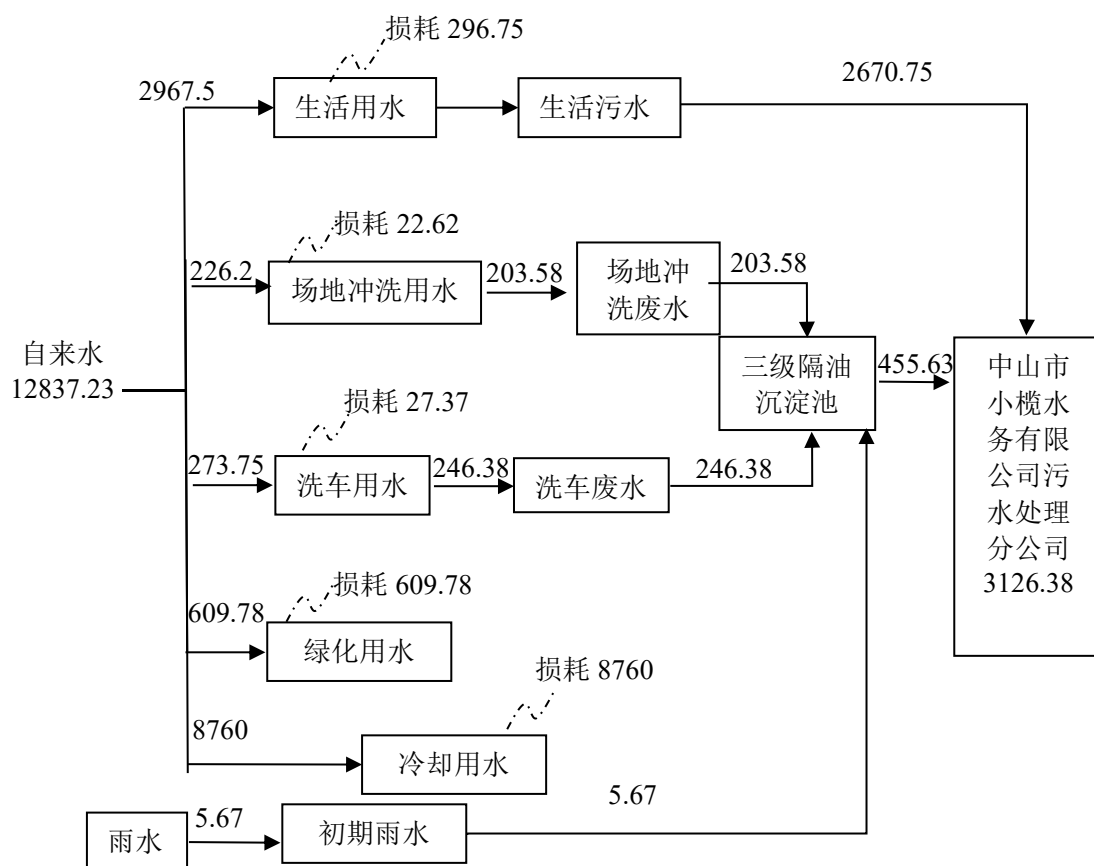 损耗 296.75
2967.5
生活用水
生活污水
2670.75
损耗 22.62
226.2
场地冲洗用水
203.58
场地冲
洗废水
203.58
自来水
12837.23
三级隔油
沉淀池
455.63
中山市
小榄水
务有限
公司污
水处理
分公司
3126.38
损耗 27.37
273.75
洗车用水
246.38
洗车废水
246.38
损耗 609.78
609.78
绿化用水
损耗 8760
8760
冷却用水
雨水
5.67
初期雨水
5.67